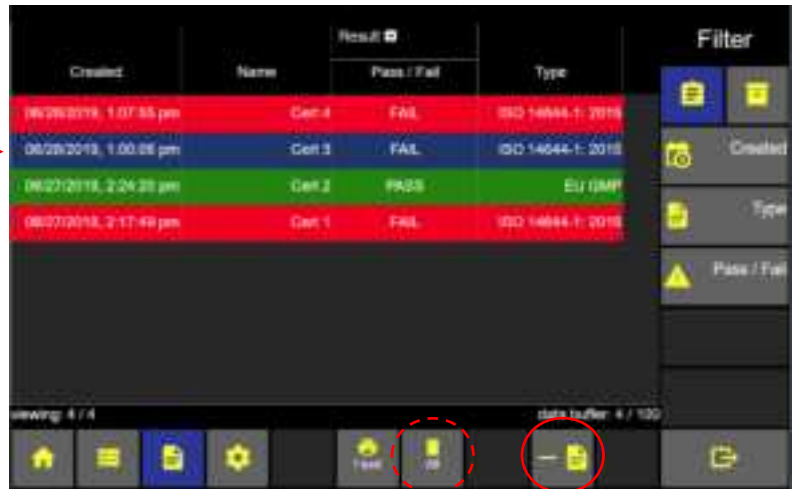 Result
Filter
Created Name Pass / Fail Type
06/28/2019, 1:07:55 pm Cert 4 FAIL ISO 14644-1: 2015
06/28/2019, 1:00:06 pm Cert 3 FAIL ISO 14644-1: 2015
06/27/2019, 2:24:20 pm Cert 2 PASS EU GMP
06/27/2019, 2:17:49 pm Cert 1 FAIL ISO 14644-1: 2015
Created
Type
Pass / Fail
viewing: 4 / 4 data buffer: 4 / 100
All